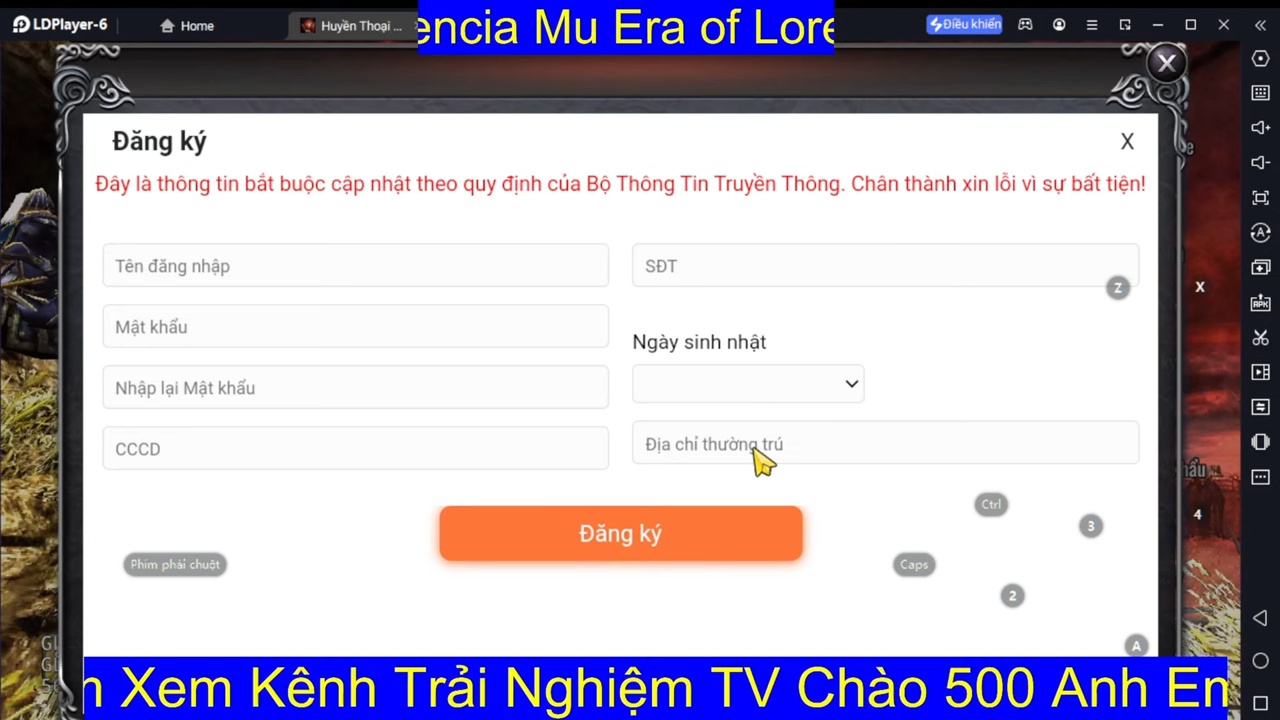 LDPlayer-6
Home
Huyền Thoại ...
encia Mu Era of Lore
Điều khiển
X
Đăng ký
X
Đây là thông tin bắt buộc cập nhật theo quy định của Bộ Thông Tin Truyền Thông. Chân thành xin lỗi vì sự bất tiện!
Tên đăng nhập
SĐT
Z
X
Mật khẩu
Ngày sinh nhật
Nhập lại Mật khẩu
CCCD
Địa chỉ thường trú
Ctrl
4
3
Đăng ký
Phím phải chuột
Caps
2
A
m Xem Kênh Trải Nghiệm TV Chào 500 Anh Em